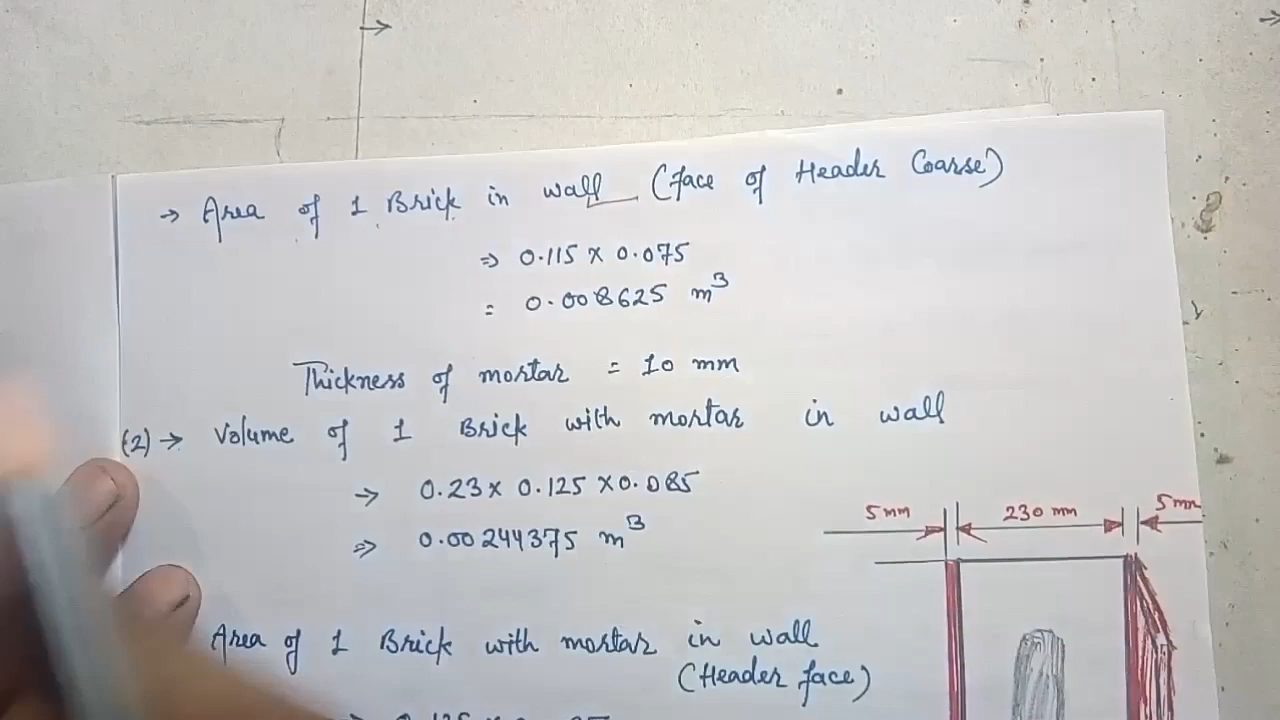 → Area of 1 Brick in wall (face of Header Coarse)
⇒ 0.115 x 0.075
= 0.008625 m³
Thickness of mortar = 10 mm
(2) → Volume of 1 Brick with mortar in wall
→ 0.23 x 0.125 x 0.085
⇒ 0.00244375 m³
5mm 230 mm 5mm
Area of 1 Brick with mortar in wall
(Header face)